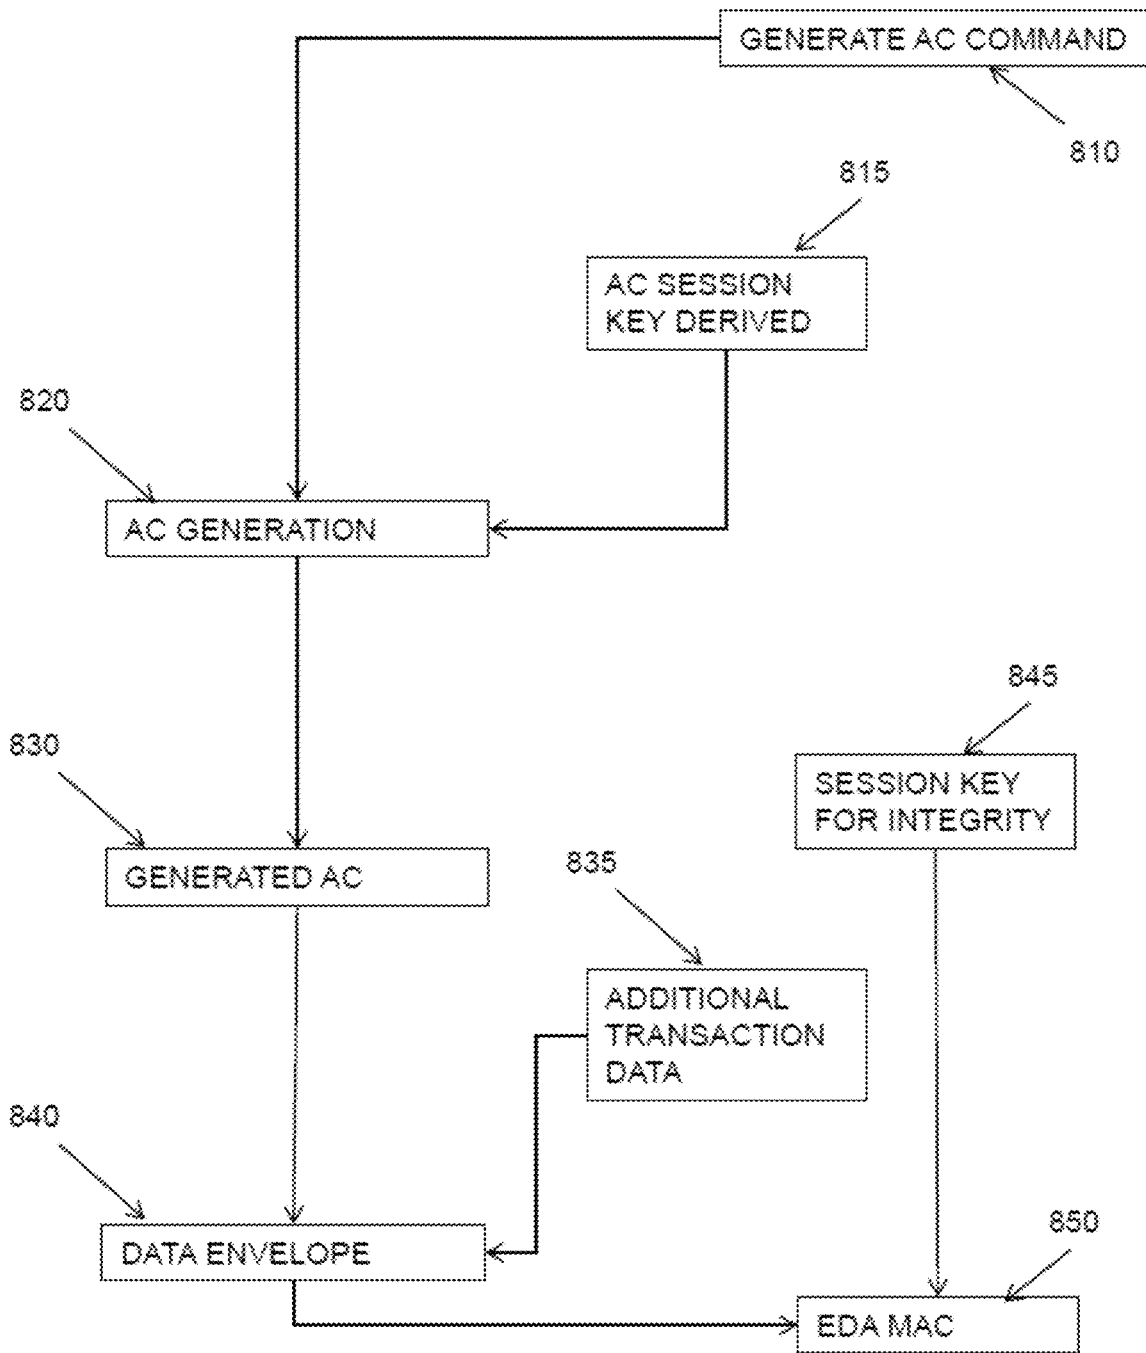 GENERATE AC COMMAND
810
815
AC SESSION
KEY DERIVED
820
AC GENERATION
845
830
SESSION KEY
FOR INTEGRITY
GENERATED AC
835
ADDITIONAL
TRANSACTION
DATA
840
850
DATA ENVELOPE
EDA MAC